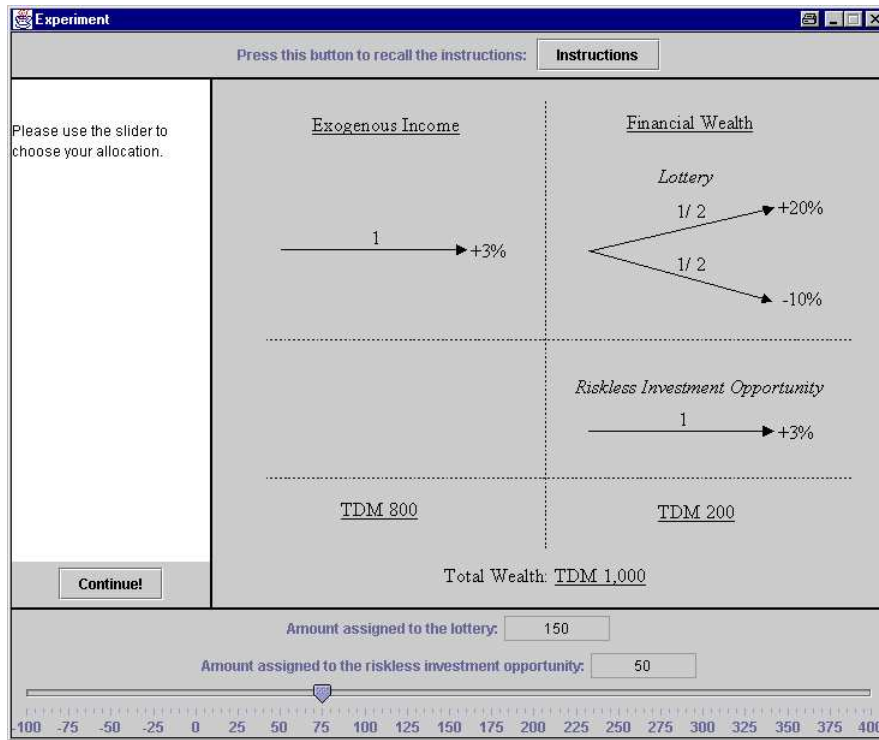 Experiment
Press this button to recall the instructions: Instructions
Please use the slider to
choose your allocation.
Exogenous Income
Financial Wealth
Lottery
1/ 2
+20%
1
+3%
1/ 2
-10%
Riskless Investment Opportunity
1
+3%
TDM 800
TDM 200
Total Wealth: TDM 1,000
Continue!
Amount assigned to the lottery: 150
Amount assigned to the riskless investment opportunity: 50
-100 -75 -50 -25 0 25 50 75 100 125 150 175 200 225 250 275 300 325 350 375 400